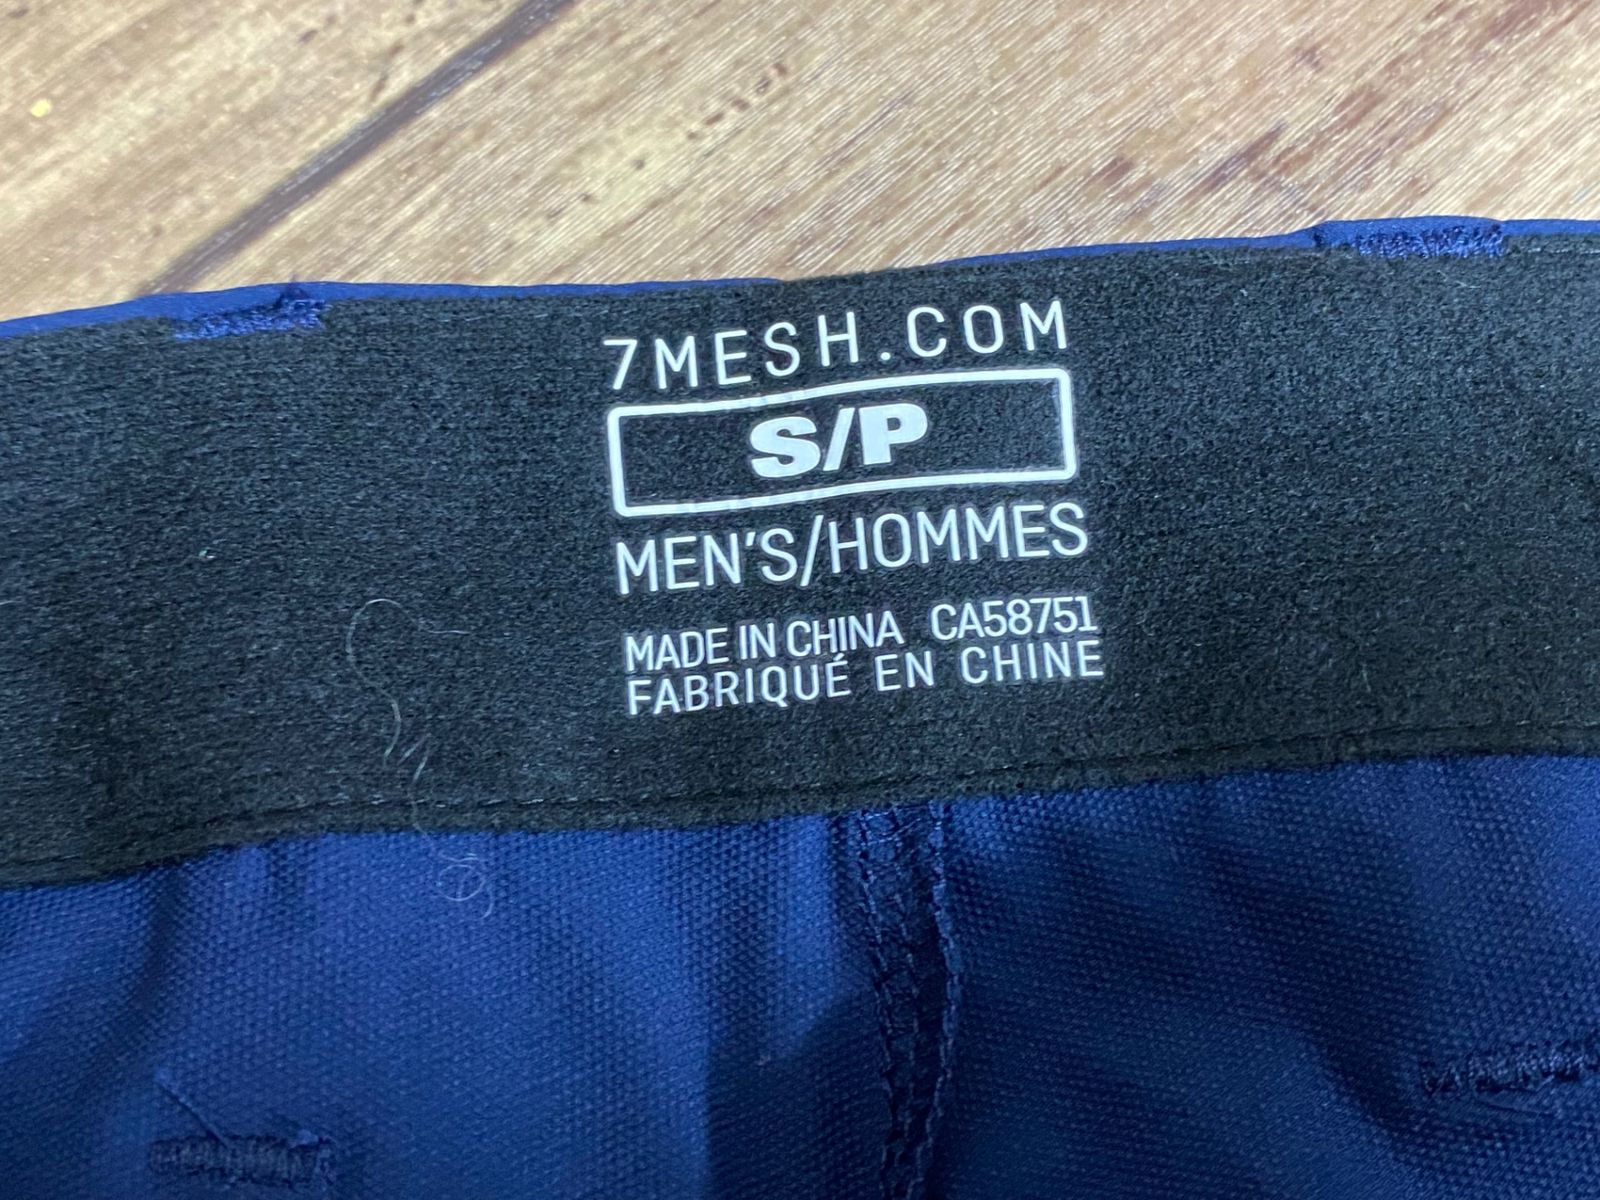 7MESH.COM
S/P
MEN'S/HOMMES
MADE IN CHINA CA58751
FABRIQUÉ EN CHINE